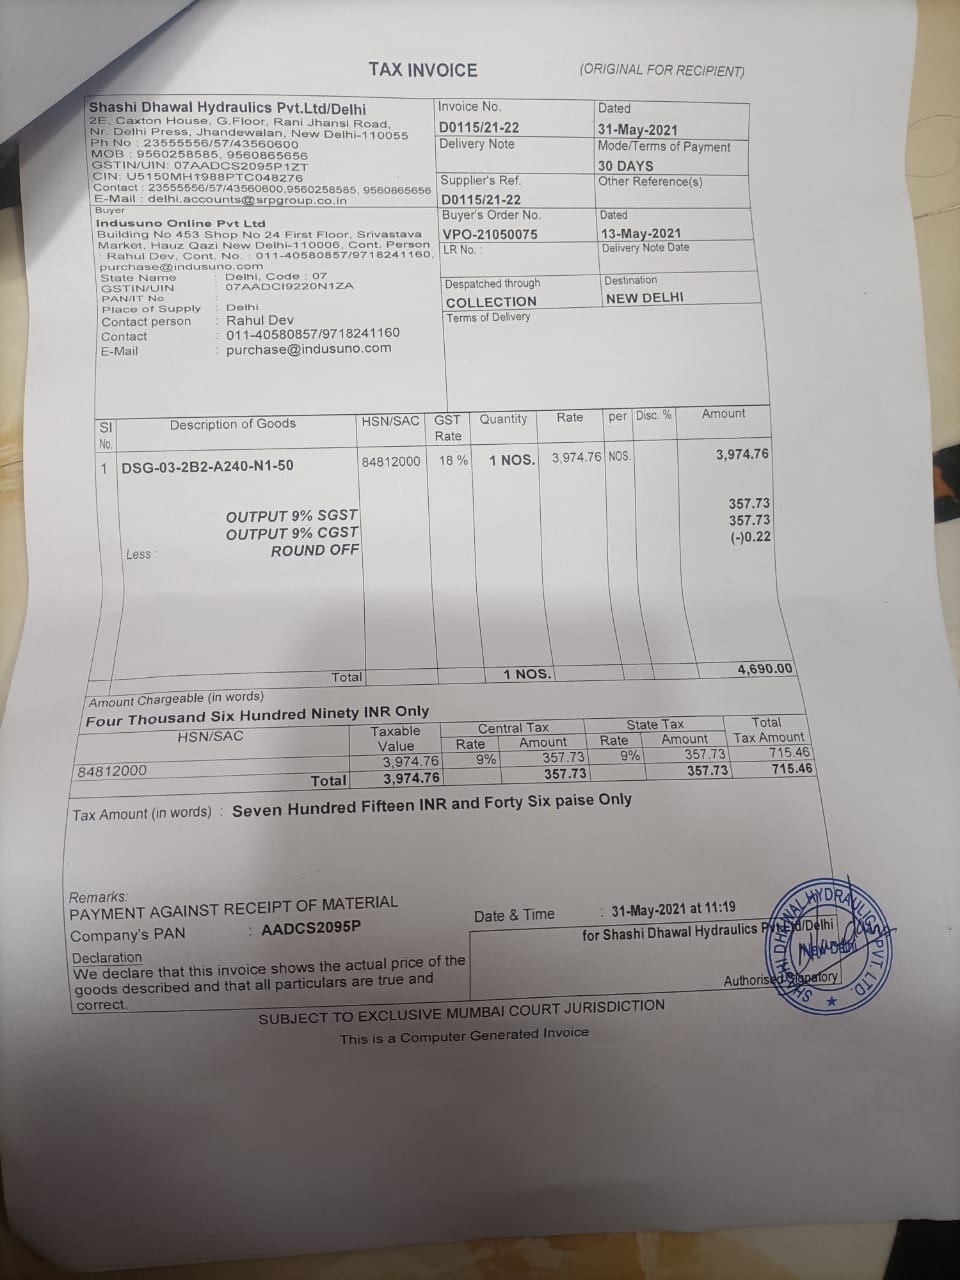 TAX INVOICE
(ORIGINAL FOR RECIPIENT)
Shashi Dhawal Hydraulics Pvt.Ltd/Delhi
2E, Caxton House, G.Floor, Rani Jhansi Road,
Nr. Delhi Press, Jhandewalan, New Delhi-110055
Ph No : 23555556/57/43560600
MOB : 9560258585, 9560865656
GSTIN/UIN: 07AADCS2095P1ZT
CIN: U5150MH1988PTC048276
Contact : 23555556/57/43560600,9560258585, 9560865656
E-Mail : delhi.accounts@srpgroup.co.in
Buyer
Indusuno Online Pvt Ltd
Building No 453 Shop No 24 First Floor, Srivastava
Market, Hauz Qazi New Delhi-110006, Cont. Person
: Rahul Dev, Cont. No. : 011-40580857/9718241160,
purchase@indusuno.com
State Name : Delhi, Code : 07
GSTIN/UIN : 07AADCI9220N1ZA
PAN/IT No :
Place of Supply : Delhi
Contact person : Rahul Dev
Contact : 011-40580857/9718241160
E-Mail : purchase@indusuno.com
Invoice No.
D0115/21-22
Dated
31-May-2021
Delivery Note
Mode/Terms of Payment
30 DAYS
Supplier's Ref.
D0115/21-22
Other Reference(s)
Buyer's Order No.
VPO-21050075
Dated
13-May-2021
LR No. :
Delivery Note Date
Despatched through
COLLECTION
Destination
NEW DELHI
Terms of Delivery
SI No. Description of Goods HSN/SAC GST Rate Quantity Rate per Disc. % Amount
1 DSG-03-2B2-A240-N1-50 84812000 18 % 1 NOS. 3,974.76 NOS. 3,974.76
OUTPUT 9% SGST 357.73
OUTPUT 9% CGST 357.73
Less : ROUND OFF (-)0.22
Total 1 NOS. 4,690.00
Amount Chargeable (in words)
Four Thousand Six Hundred Ninety INR Only
HSN/SAC Taxable Value Central Tax Rate Amount State Tax Rate Amount Total Tax Amount
84812000 3,974.76 9% 357.73 9% 357.73 715.46
Total 3,974.76 357.73 357.73 715.46
Tax Amount (in words) : Seven Hundred Fifteen INR and Forty Six paise Only
Remarks:
PAYMENT AGAINST RECEIPT OF MATERIAL
Company's PAN : AADCS2095P
Declaration
We declare that this invoice shows the actual price of the
goods described and that all particulars are true and
correct.
Date & Time : 31-May-2021 at 11:19
for Shashi Dhawal Hydraulics Pvt.Ltd/Delhi
Authorised Signatory
SHASHI DHAWAL HYDRAULICS PVT. LTD.
New Delhi
SUBJECT TO EXCLUSIVE MUMBAI COURT JURISDICTION
This is a Computer Generated Invoice